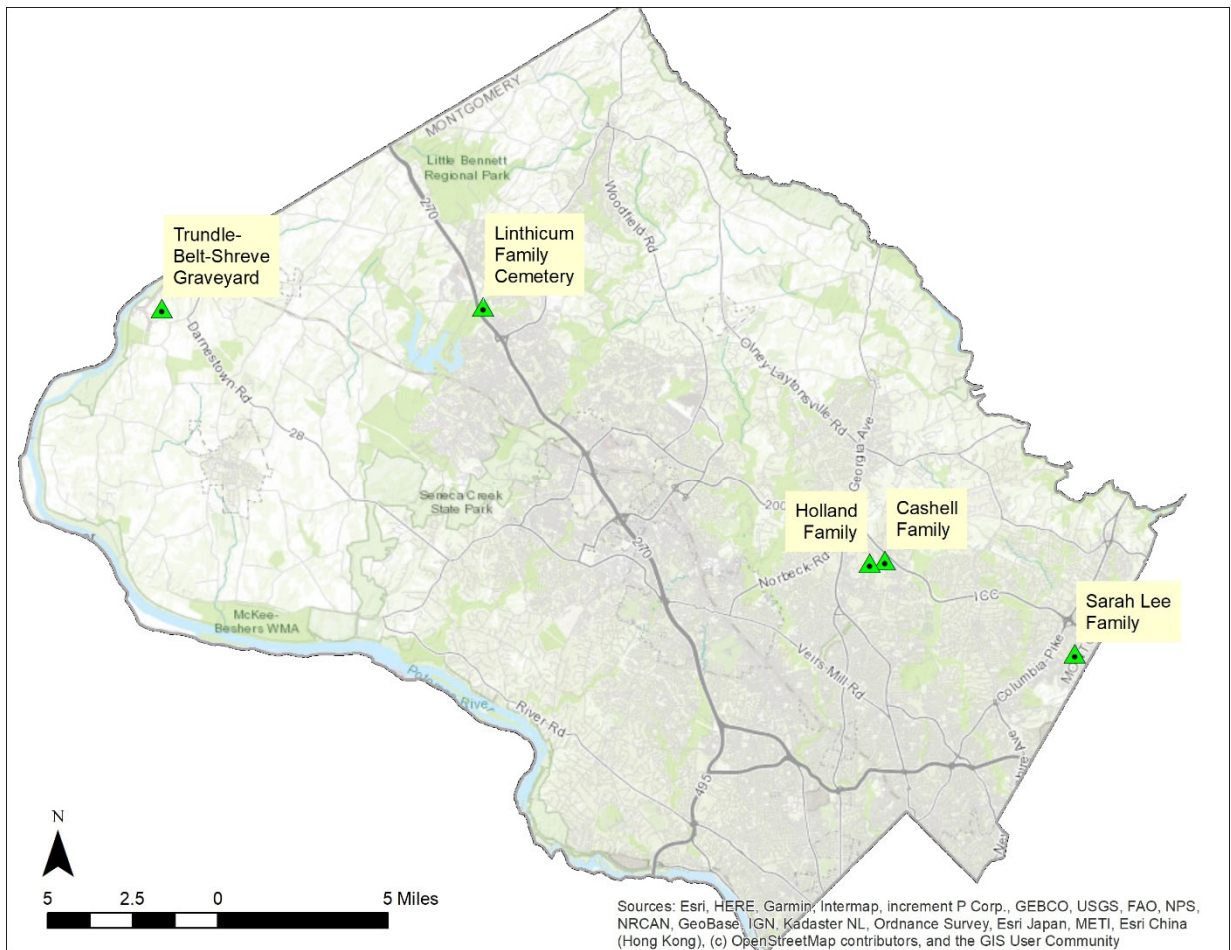 MONTGOMERY
Little Bennett
Regional Park
270
Woodfield Rd
Trundle-
Belt-Shreve
Graveyard
Linthicum
Family
Cemetery
Darnestown Rd
28
Olney-Laytonsville-Rd
Georgia Ave
Seneca Creek
State Park
200
270
Holland
Family
Cashell
Family
Norbeck-Rd
ICC
Sarah Lee
Family
McKee-
Beshers WMA
Veirs-Mill-Rd
Columbia-Pike
Potomac River
River Rd
495
N
5 2.5 0 5 Miles
Sources: Esri, HERE, Garmin, Intermap, increment P Corp., GEBCO, USGS, FAO, NPS,
NRCAN, GeoBase, IGN, Kadaster NL, Ordnance Survey, Esri Japan, METI, Esri China
(Hong Kong), (c) OpenStreetMap contributors, and the GIS User Community